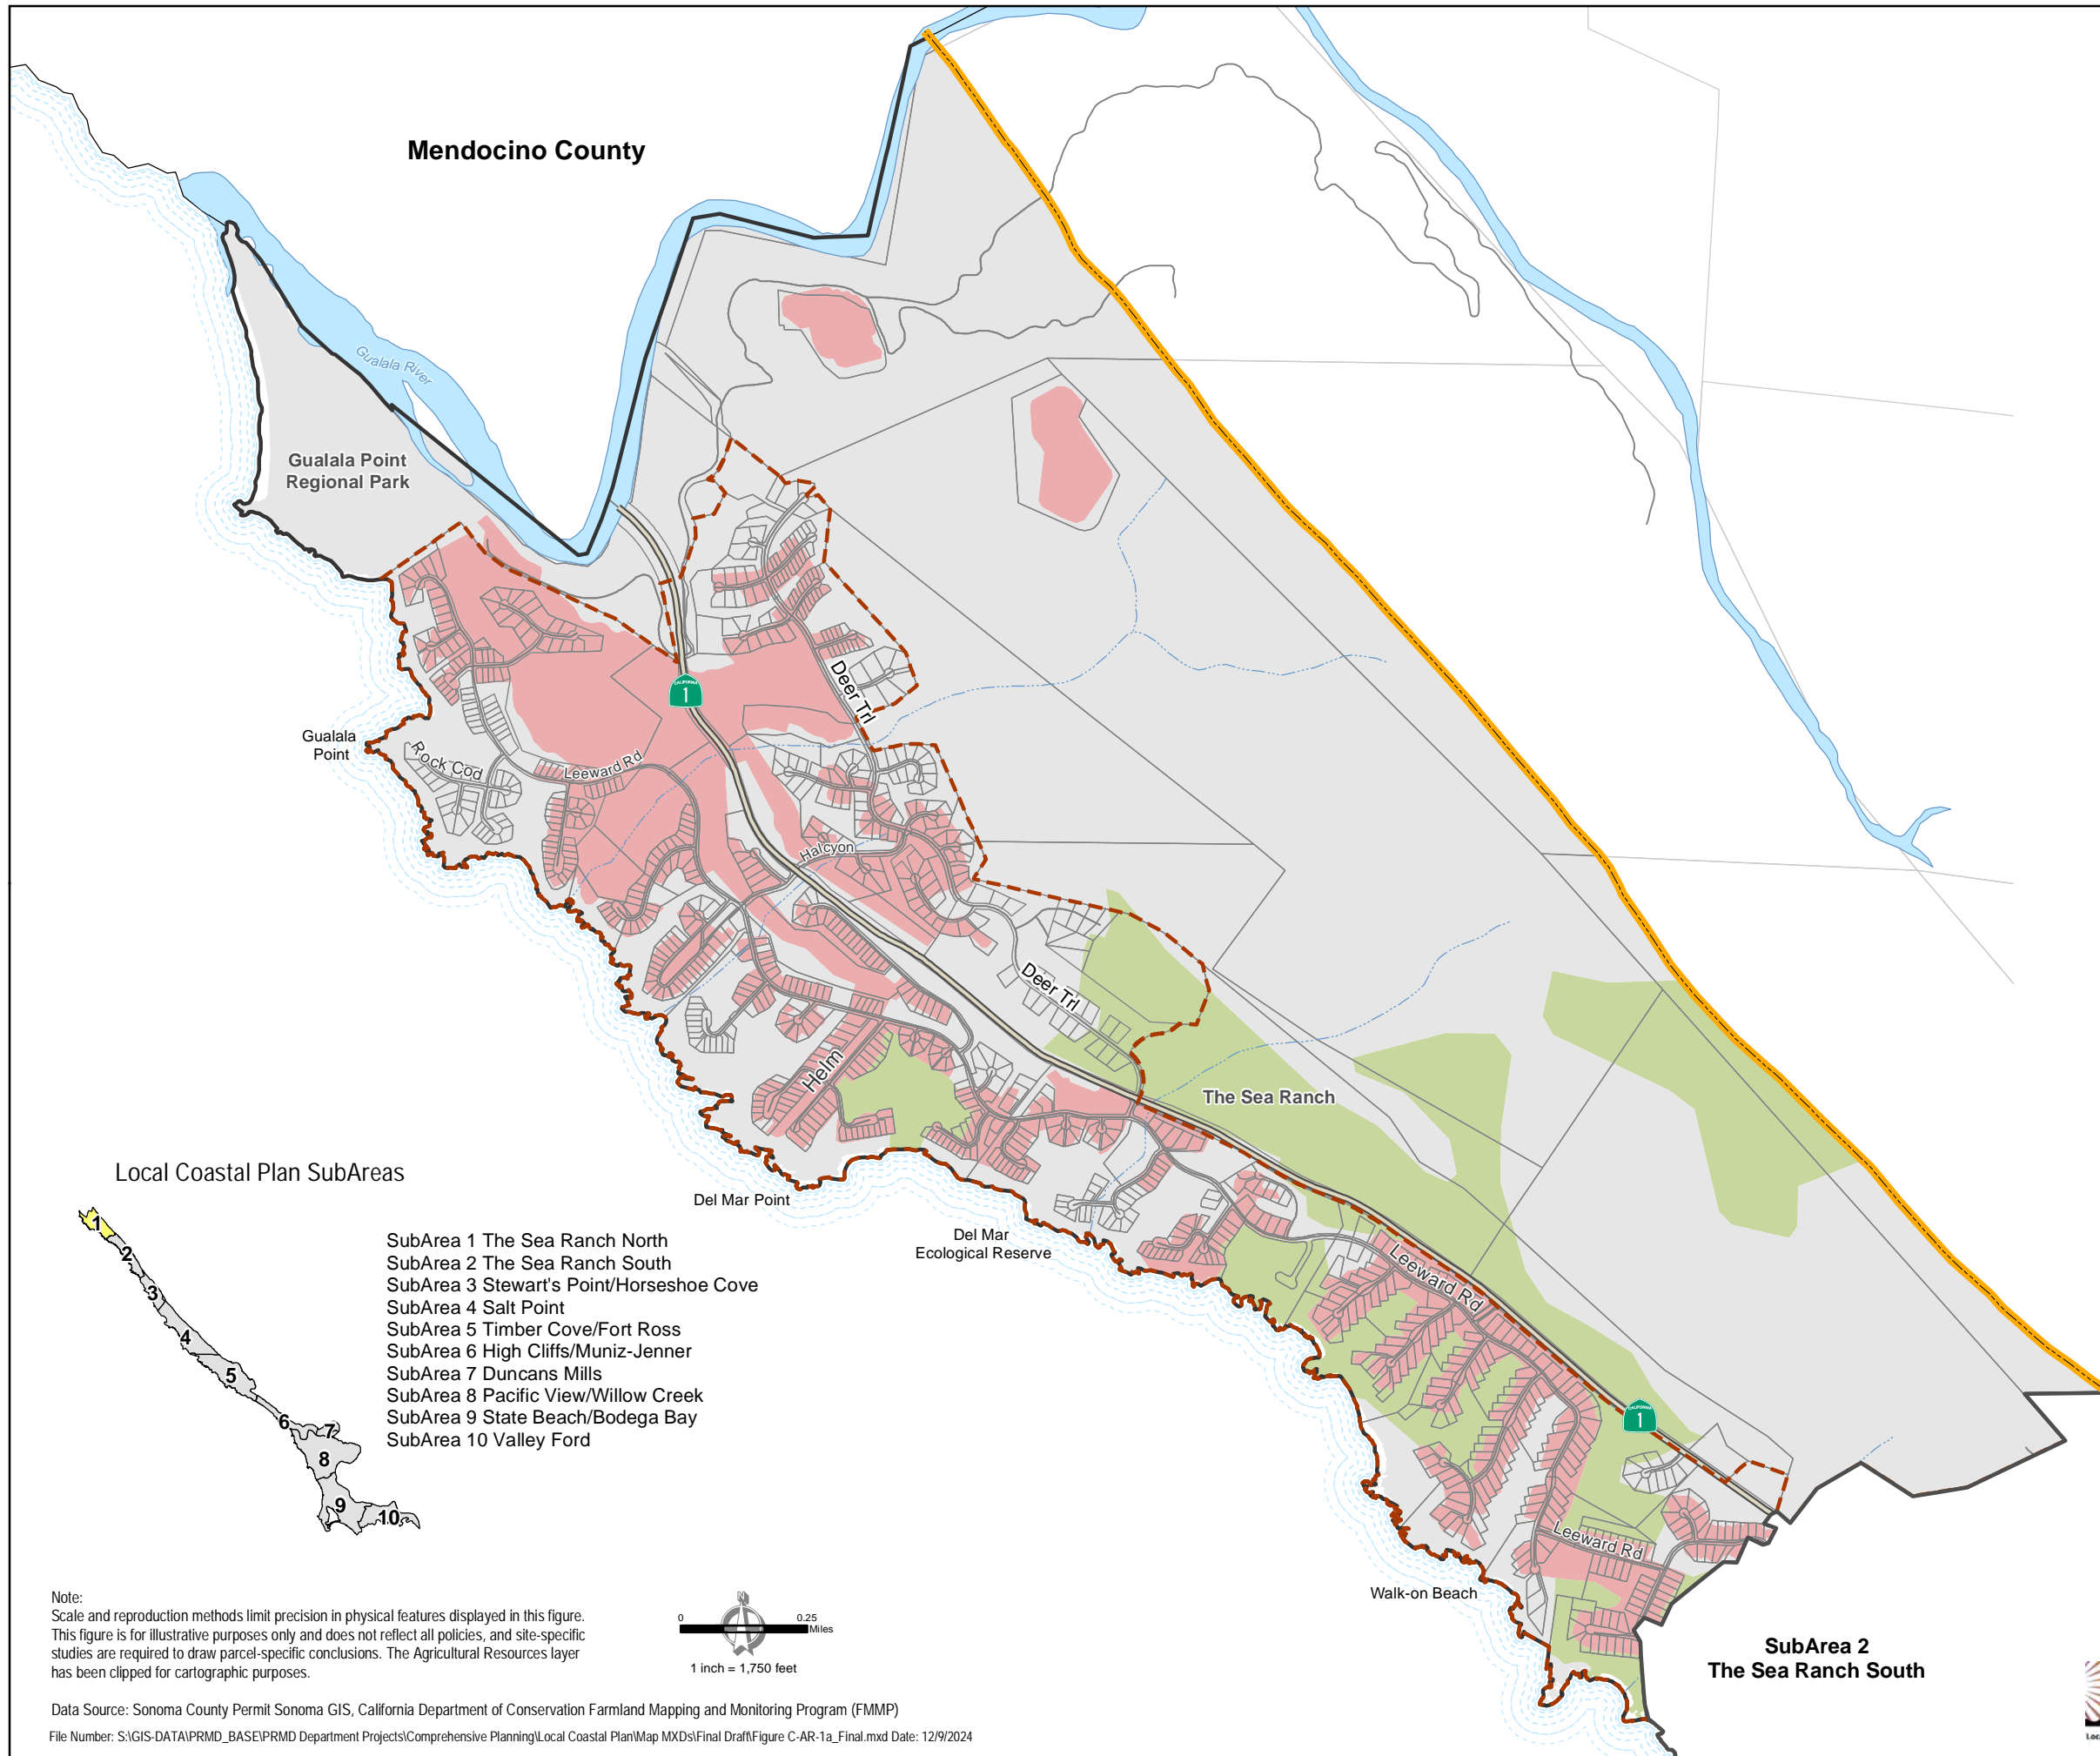 Mendocino County
Gualala River
Gualala Point
Regional Park
Deer Trl
CALIFORNIA
1
Gualala
Point
Rock Cod
Leeward Rd
Halcyon
Deer Trl
Helm
The Sea Ranch
Del Mar Point
Del Mar
Ecological Reserve
Leeward Rd
CALIFORNIA
1
Leeward Rd
Walk-on Beach
SubArea 2
The Sea Ranch South
Local Coastal Plan SubAreas
1
2
3
4
5
6
7
8
9
10
SubArea 1 The Sea Ranch North
SubArea 2 The Sea Ranch South
SubArea 3 Stewart's Point/Horseshoe Cove
SubArea 4 Salt Point
SubArea 5 Timber Cove/Fort Ross
SubArea 6 High Cliffs/Muniz-Jenner
SubArea 7 Duncans Mills
SubArea 8 Pacific View/Willow Creek
SubArea 9 State Beach/Bodega Bay
SubArea 10 Valley Ford
Note:
Scale and reproduction methods limit precision in physical features displayed in this figure.
This figure is for illustrative purposes only and does not reflect all policies, and site-specific
studies are required to draw parcel-specific conclusions. The Agricultural Resources layer
has been clipped for cartographic purposes.
N
0 0.25
Miles
1 inch = 1,750 feet
Data Source: Sonoma County Permit Sonoma GIS, California Department of Conservation Farmland Mapping and Monitoring Program (FMMP)
File Number: S:\GIS-DATA\PRMD_BASE\PRMD Department Projects\Comprehensive Planning\Local Coastal Plan\Map MXDs\Final Draft\Figure C-AR-1a_Final.mxd Date: 12/9/2024